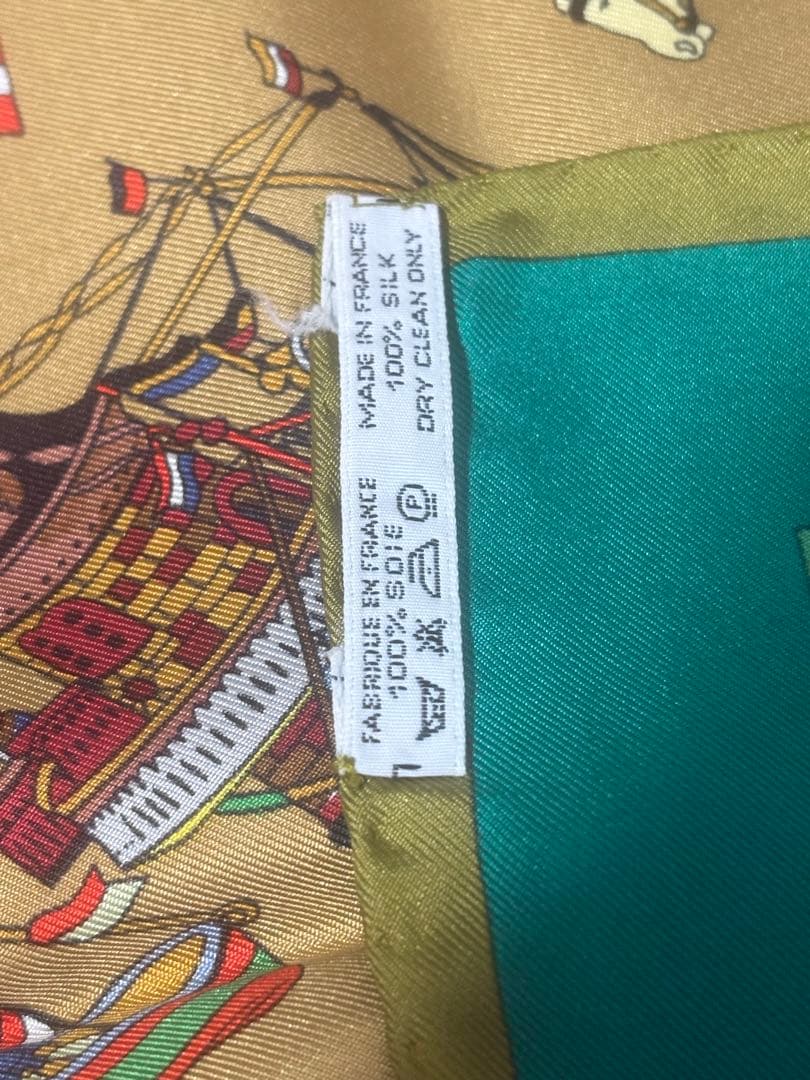 FABRIQUE EN FRANCE
100% SOIE
MADE IN FRANCE
100% SILK
DRY CLEAN ONLY
P